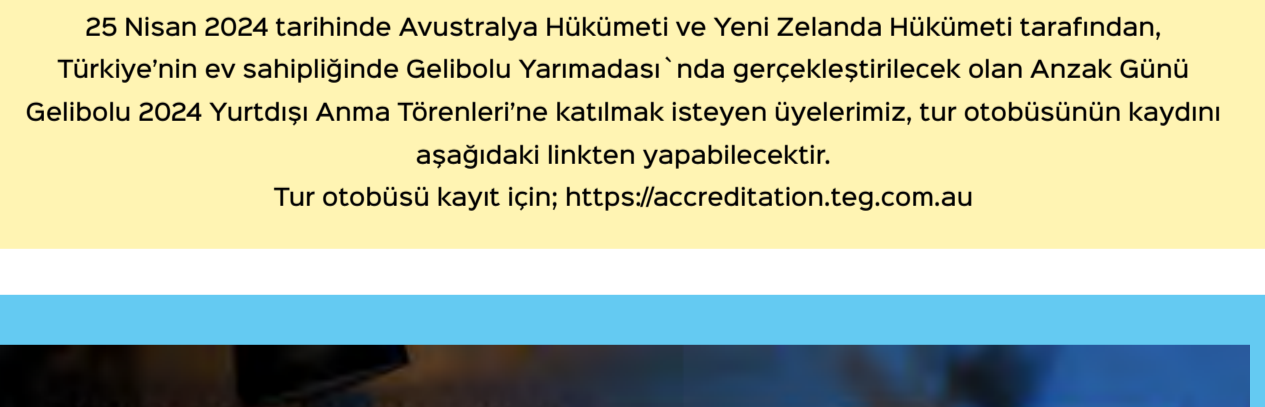 25 Nisan 2024 tarihinde Avustralya Hükümeti ve Yeni Zelanda Hükümeti tarafından,
Türkiye’nin ev sahipliğinde Gelibolu Yarımadası`nda gerçekleştirilecek olan Anzak Günü
Gelibolu 2024 Yurtdışı Anma Törenleri’ne katılmak isteyen üyelerimiz, tur otobüsünün kaydını
aşağıdaki linkten yapabilecektir.
Tur otobüsü kayıt için; https://accreditation.teg.com.au